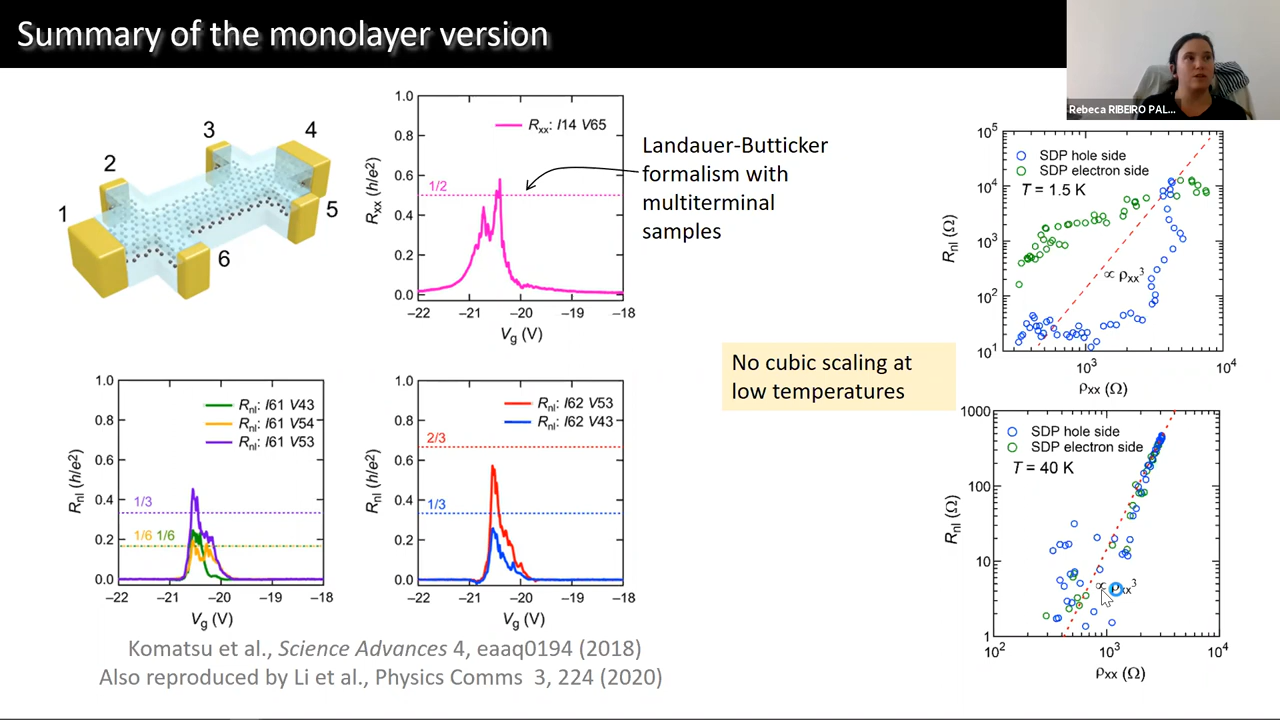 Summary of the monolayer version
Rebeca RIBEIRO PAL...
1
2
3
4
5
6
R_xx (h/e²)
1.0
0.8
0.6
0.4
0.2
0.0
R_xx: I14 V65
1/2
−22 −21 −20 −19 −18
V_g (V)
Landauer-Butticker
formalism with
multiterminal
samples
R_nl (Ω)
10⁵
10⁴
10³
10²
10¹
SDP hole side
SDP electron side
T = 1.5 K
∝ ρ_xx³
10³ 10⁴
ρ_xx (Ω)
No cubic scaling at
low temperatures
R_nl (h/e²)
1.0
0.8
0.6
0.4
0.2
0.0
R_nl: I61 V43
R_nl: I61 V54
R_nl: I61 V53
1/3
1/6 1/6
−22 −21 −20 −19 −18
V_g (V)
R_nl (h/e²)
1.0
0.8
0.6
0.4
0.2
0.0
R_nl: I62 V53
R_nl: I62 V43
2/3
1/3
−22 −21 −20 −19 −18
V_g (V)
R_nl (Ω)
1000
100
10
1
SDP hole side
SDP electron side
T = 40 K
∝ ρ_xx³
10² 10³ 10⁴
ρ_xx (Ω)
Komatsu et al., Science Advances 4, eaaq0194 (2018)
Also reproduced by Li et al., Physics Comms 3, 224 (2020)